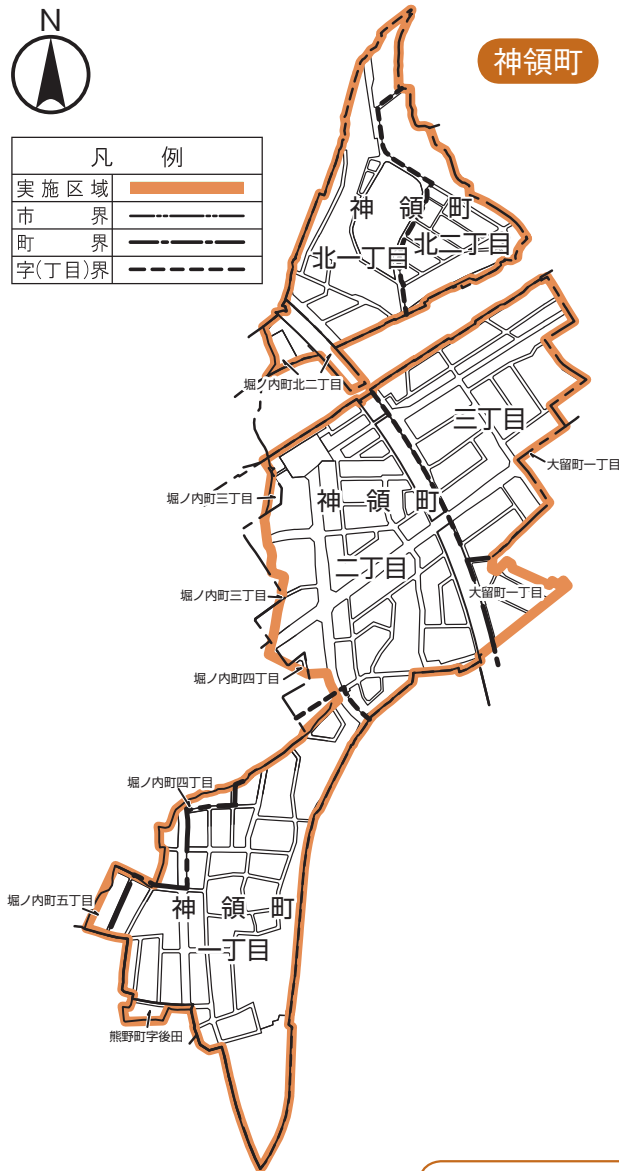 N
神領町
凡 例
実施区域
市 界
町 界
字(丁目)界
神 領 町
北一丁目
北二丁目
堀ノ内町北二丁目
三丁目
大留町一丁目
堀ノ内町三丁目
神 領 町
二丁目
堀ノ内町三丁目
大留町一丁目
堀ノ内町四丁目
堀ノ内町四丁目
堀ノ内町五丁目
神 領 町
一丁目
熊野町字後田